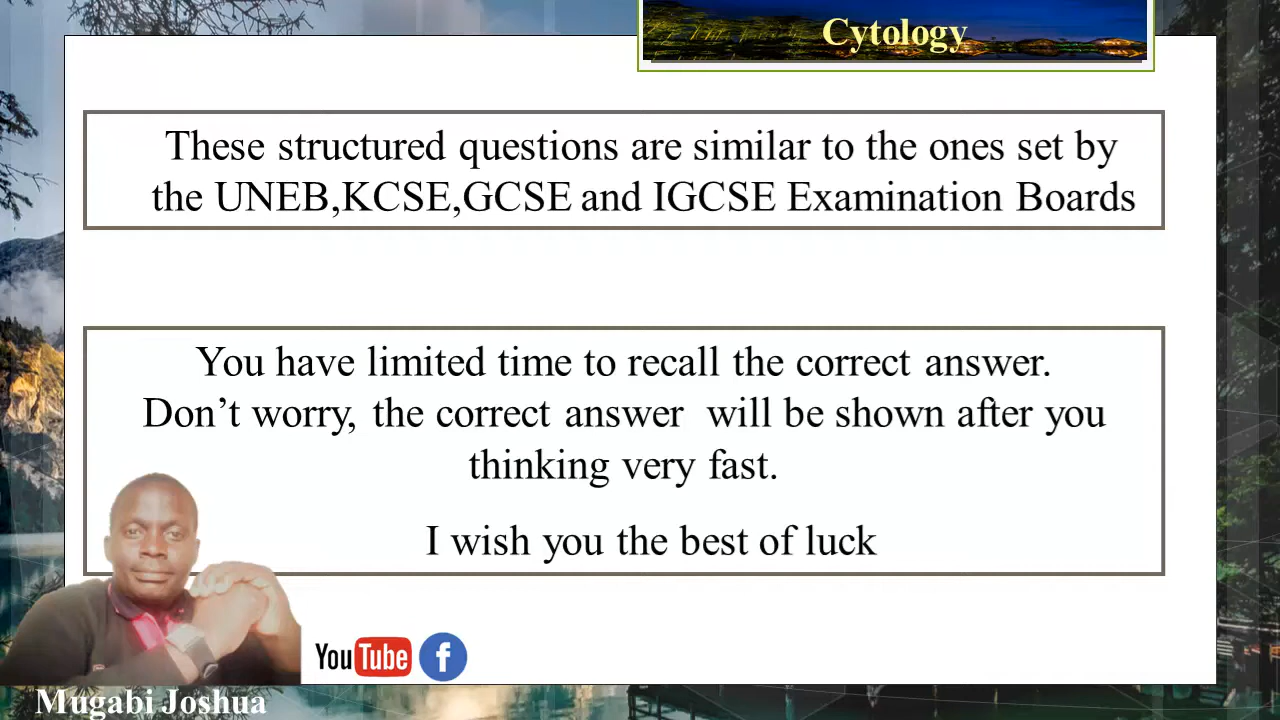 Cytology
These structured questions are similar to the ones set by
the UNEB,KCSE,GCSE and IGCSE Examination Boards
You have limited time to recall the correct answer.
Don't worry, the correct answer will be shown after you
thinking very fast.
I wish you the best of luck
YouTube f
Mugabi Joshua